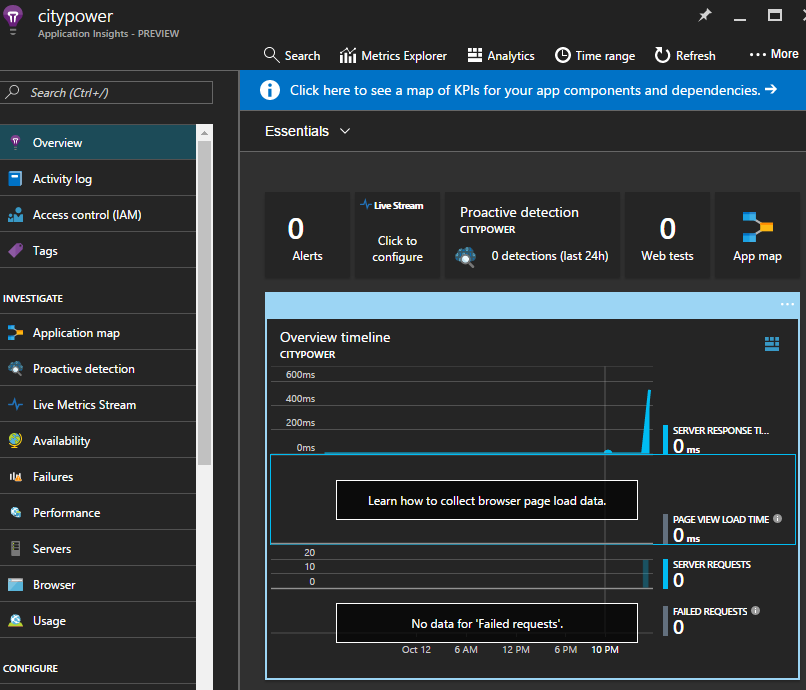 citypower
Application Insights - PREVIEW
Search
Metrics Explorer
Analytics
Time range
Refresh
More
Search (Ctrl+/)
Click here to see a map of KPIs for your app components and dependencies.
Essentials
Overview
Activity log
Access control (IAM)
Tags
INVESTIGATE
Application map
Proactive detection
Live Metrics Stream
Availability
Failures
Performance
Servers
Browser
Usage
CONFIGURE
0
Alerts
Live Stream
Click to
configure
Proactive detection
CITYPOWER
0 detections (last 24h)
0
Web tests
App map
Overview timeline
CITYPOWER
600ms
400ms
200ms
0ms
SERVER RESPONSE TI...
0 ms
Learn how to collect browser page load data.
PAGE VIEW LOAD TIME
0 ms
20
10
0
SERVER REQUESTS
0
No data for 'Failed requests'.
FAILED REQUESTS
0
Oct 12
6 AM
12 PM
6 PM
10 PM